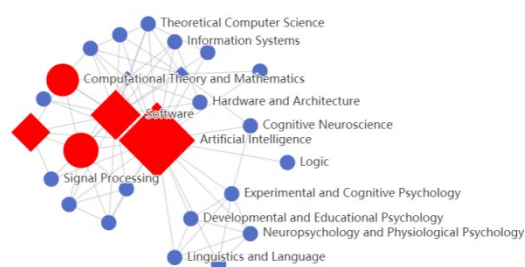 Theoretical Computer Science
Information Systems
Computational Theory and Mathematics
Hardware and Architecture
Software
Cognitive Neuroscience
Artificial Intelligence
Logic
Signal Processing
Experimental and Cognitive Psychology
Developmental and Educational Psychology
Neuropsychology and Physiological Psychology
Linguistics and Language